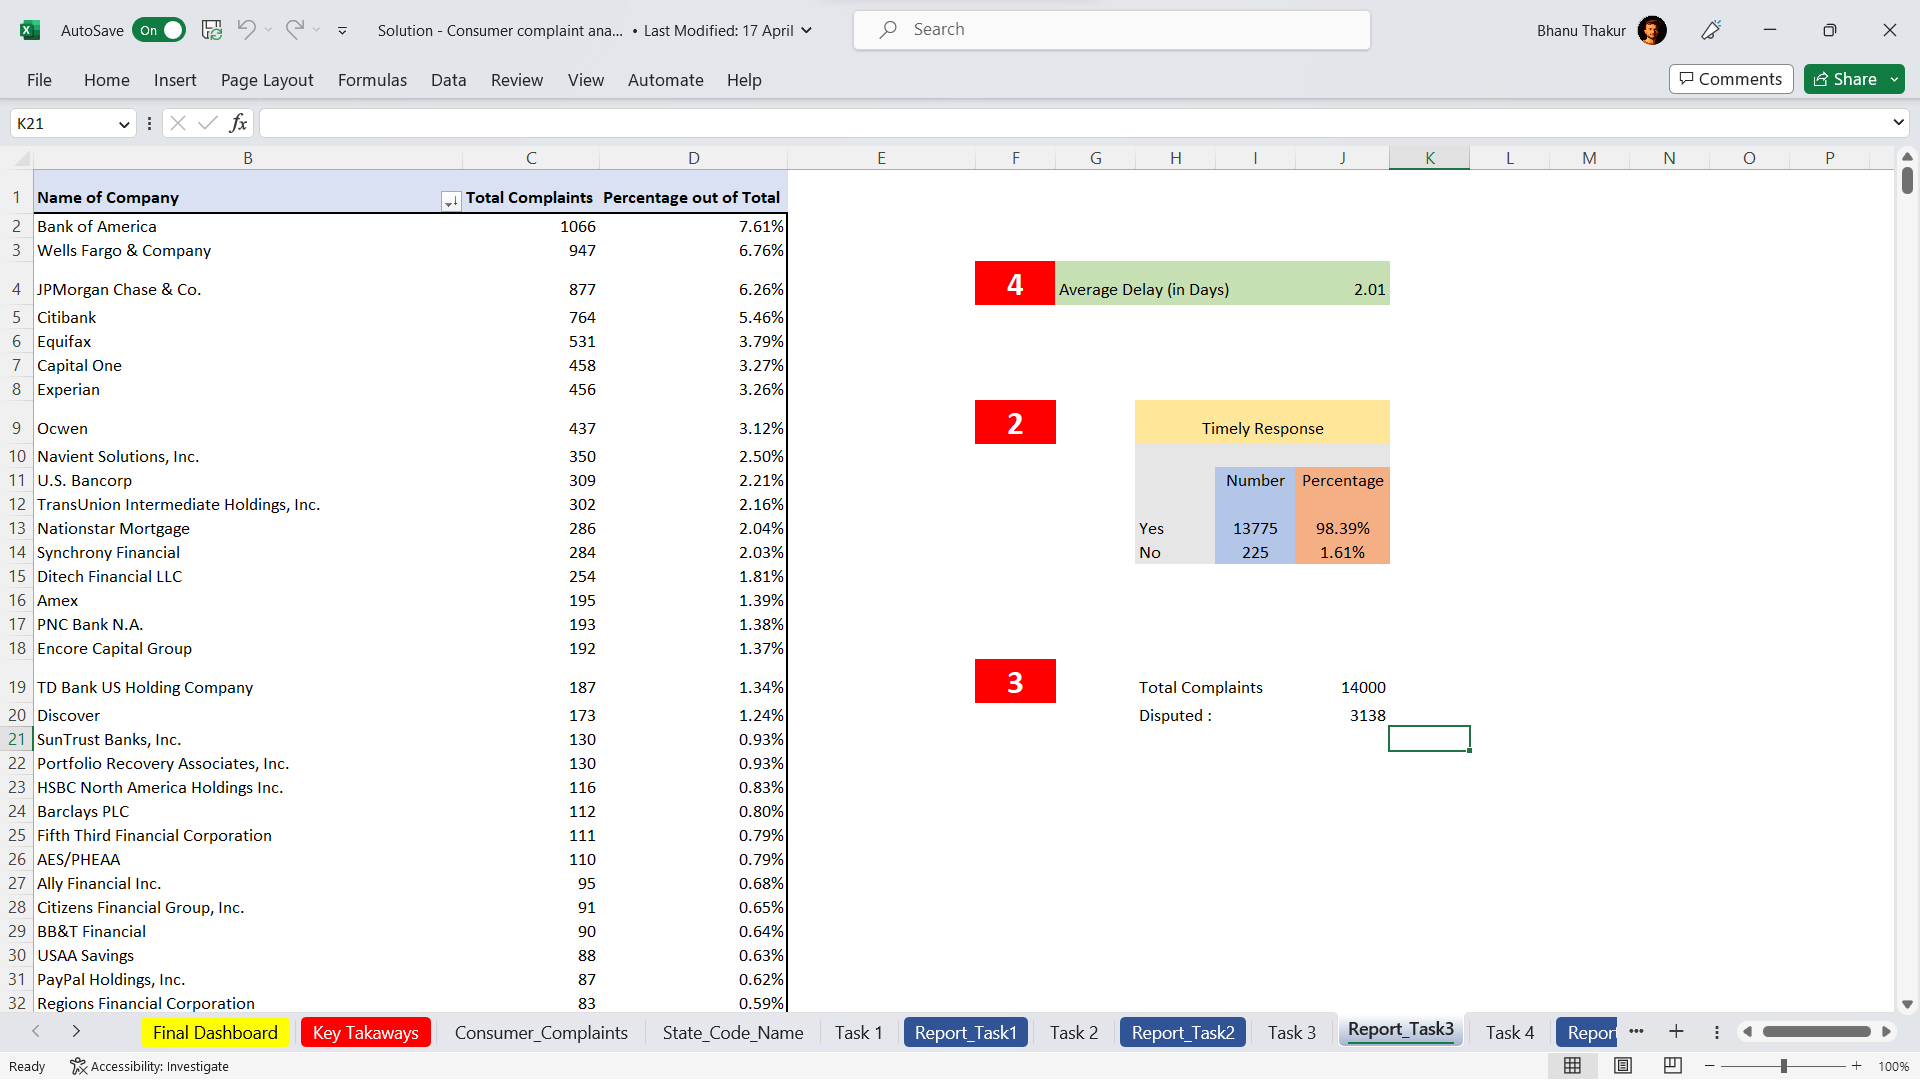 AutoSave On Solution - Consumer complaint ana... • Last Modified: 17 April Search Bhanu Thakur
File Home Insert Page Layout Formulas Data Review View Automate Help Comments Share
K21 fx
B C D E F G H I J K L M N O P
1 Name of Company Total Complaints Percentage out of Total
2 Bank of America 1066 7.61%
3 Wells Fargo & Company 947 6.76%
4 JPMorgan Chase & Co. 877 6.26% 4 Average Delay (in Days) 2.01
5 Citibank 764 5.46%
6 Equifax 531 3.79%
7 Capital One 458 3.27%
8 Experian 456 3.26%
9 Ocwen 437 3.12% 2 Timely Response
10 Navient Solutions, Inc. 350 2.50%
11 U.S. Bancorp 309 2.21% Number Percentage
12 TransUnion Intermediate Holdings, Inc. 302 2.16%
13 Nationstar Mortgage 286 2.04% Yes 13775 98.39%
14 Synchrony Financial 284 2.03% No 225 1.61%
15 Ditech Financial LLC 254 1.81%
16 Amex 195 1.39%
17 PNC Bank N.A. 193 1.38%
18 Encore Capital Group 192 1.37%
19 TD Bank US Holding Company 187 1.34% 3 Total Complaints 14000
20 Discover 173 1.24% Disputed : 3138
21 SunTrust Banks, Inc. 130 0.93%
22 Portfolio Recovery Associates, Inc. 130 0.93%
23 HSBC North America Holdings Inc. 116 0.83%
24 Barclays PLC 112 0.80%
25 Fifth Third Financial Corporation 111 0.79%
26 AES/PHEAA 110 0.79%
27 Ally Financial Inc. 95 0.68%
28 Citizens Financial Group, Inc. 91 0.65%
29 BB&T Financial 90 0.64%
30 USAA Savings 88 0.63%
31 PayPal Holdings, Inc. 87 0.62%
32 Regions Financial Corporation 83 0.59%
Final Dashboard Key Takaways Consumer_Complaints State_Code_Name Task 1 Report_Task1 Task 2 Report_Task2 Task 3 Report_Task3 Task 4 Report
Ready Accessibility: Investigate 100%